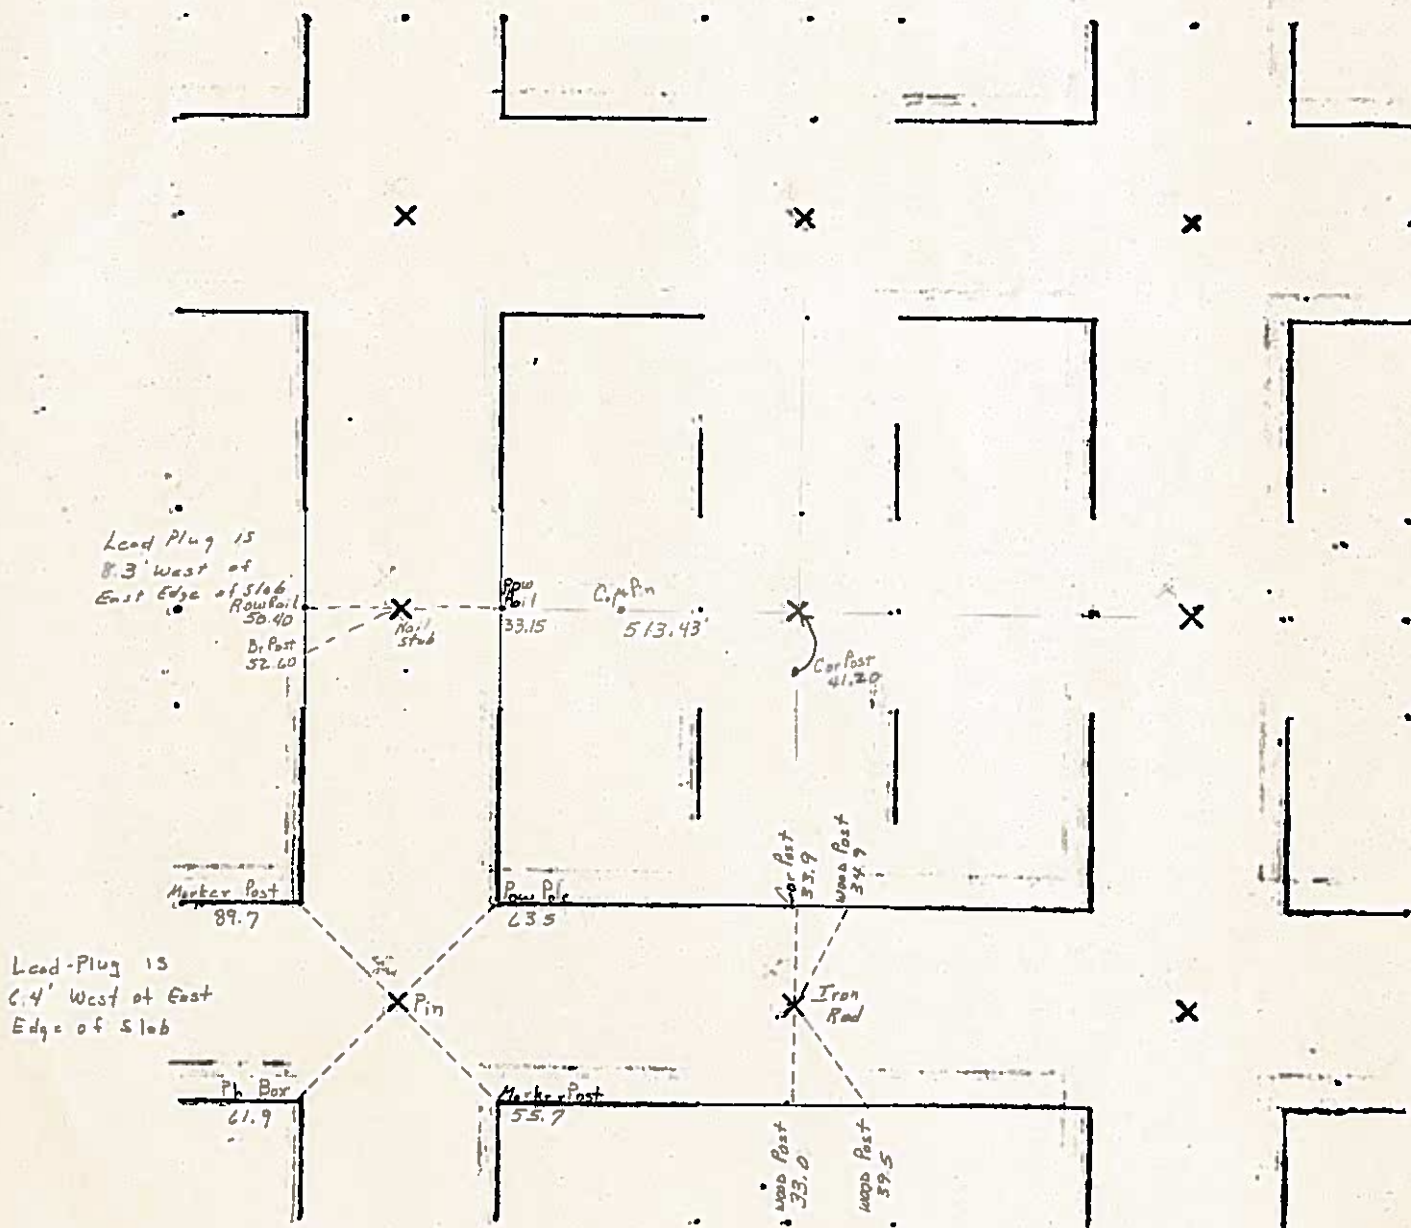 Lead Plug is
8.3' West of
East Edge of Slab
Row Rail
50.40
Br Post
52.60
Nail
stub
Row
Rail
33.15
Cap Pin
513.43'
Cor Post
41.20
Cor Post
33.9
Wood Post
34.9
Marker Post
89.7
Pow Pole
63.5
Lead-Plug is
6.4' West of East
Edge of Slab
Pin
Iron
Rod
Ph Box
61.9
Marker Post
55.7
Wood Post
33.0
Wood Post
39.5